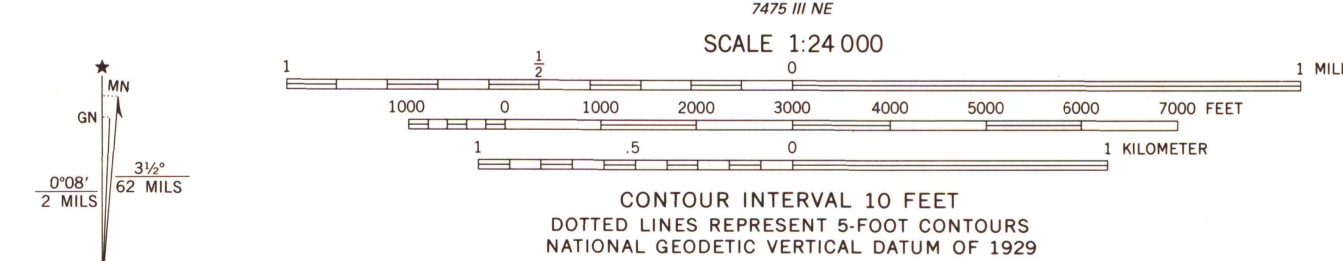 7475 III NE
SCALE 1:24 000
1 ½ 0 1 MIL
1000 0 1000 2000 3000 4000 5000 6000 7000 FEET
1 .5 0 1 KILOMETER
CONTOUR INTERVAL 10 FEET
DOTTED LINES REPRESENT 5-FOOT CONTOURS
NATIONAL GEODETIC VERTICAL DATUM OF 1929
★
MN
GN
3½°
62 MILS
0°08′
2 MILS